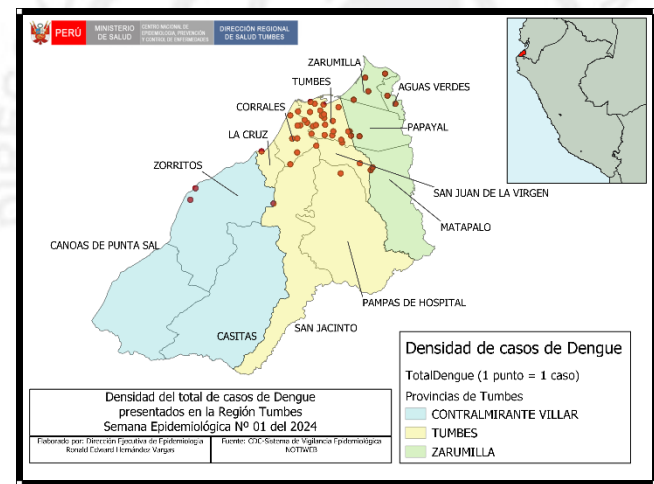 PERÚ
MINISTERIO
DE SALUD
CENTRO NACIONAL DE
EPIDEMIOLOGIA, PREVENCIÓN
Y CONTROL DE ENFERMEDADES
DIRECCIÓN REGIONAL
DE SALUD TUMBES
ZARUMILLA
TUMBES
AGUAS VERDES
CORRALES
PAPAYAL
LA CRUZ
ZORRITOS
SAN JUAN DE LA VIRGEN
MATAPALO
CANOAS DE PUNTA SAL
PAMPAS DE HOSPITAL
SAN JACINTO
CASITAS
Densidad de casos de Dengue
TotalDengue (1 punto = 1 caso)
Provincias de Tumbes
CONTRALMIRANTE VILLAR
TUMBES
ZARUMILLA
Densidad del total de casos de Dengue
presentados en la Región Tumbes
Semana Epidemiológica Nº 01 del 2024
Elaborado por: Dirección Ejecutiva de Epidemiología
Ronald Edward Hernández Vargas
Fuente: CDC-Sistema de Vigilancia Epidemiológica
NOTIWEB